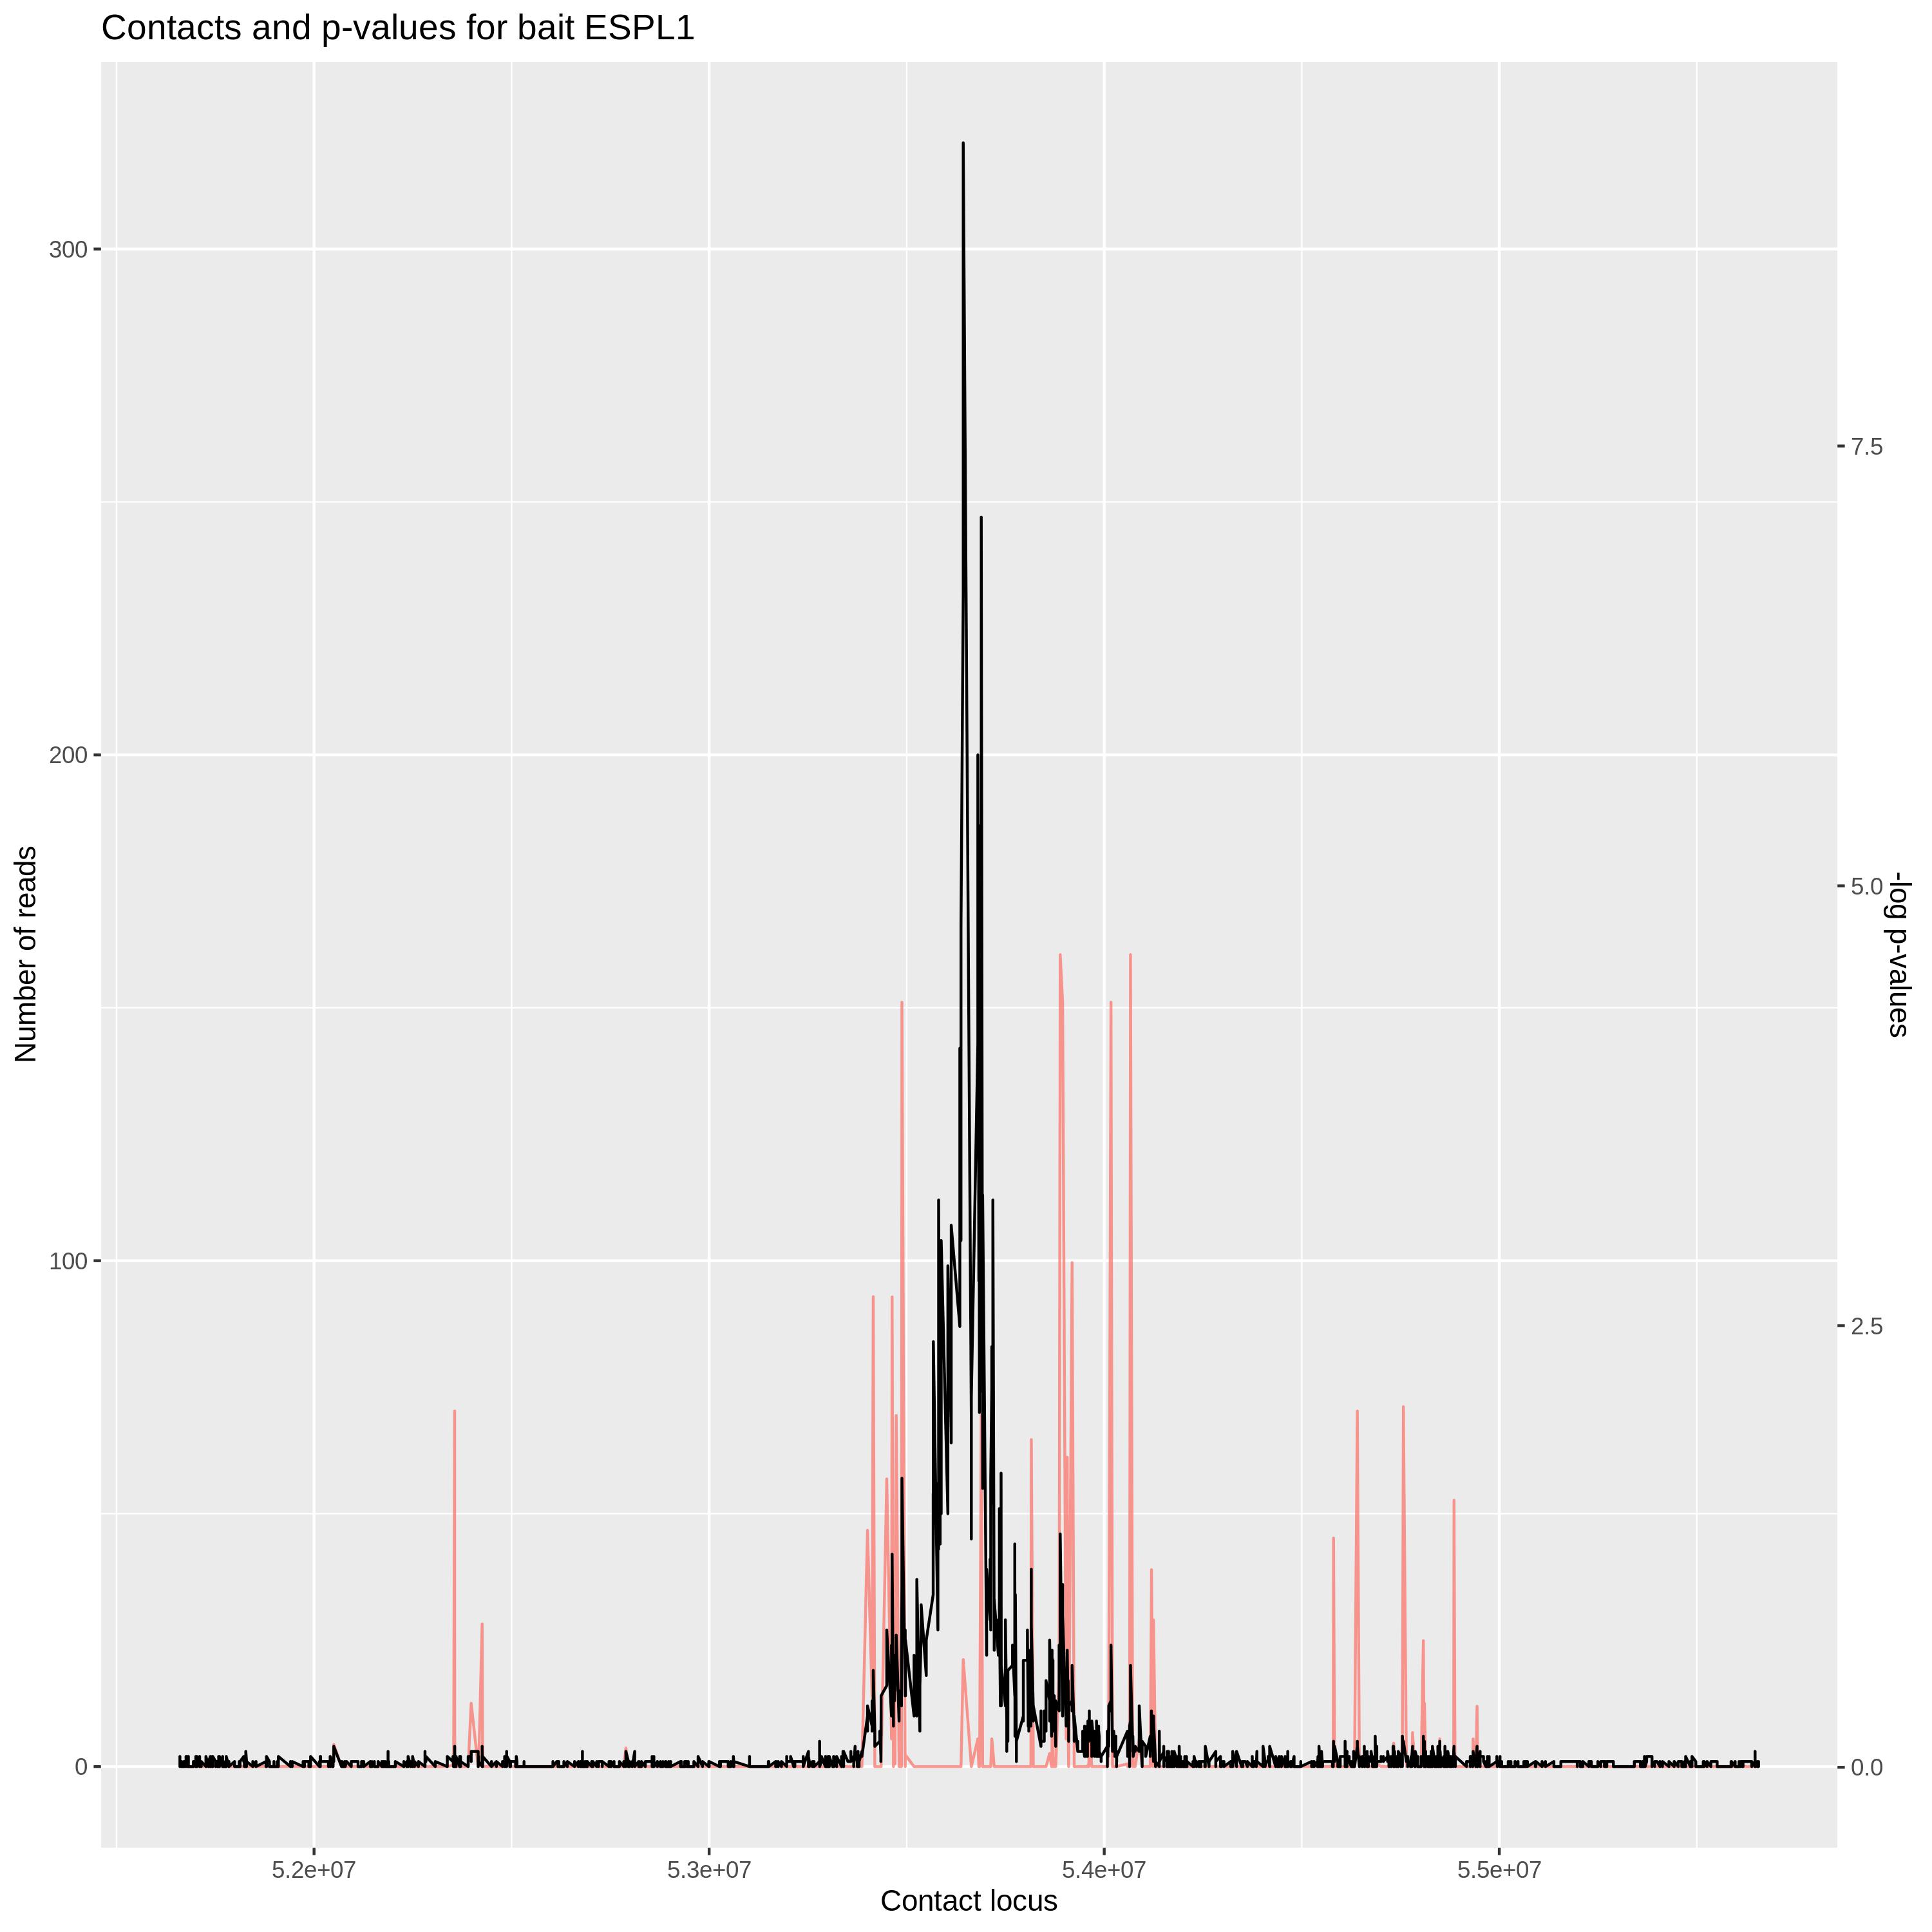 Contacts and p-values for bait ESPL1
300
200
100
0
Number of reads
7.5
5.0
2.5
0.0
-log p-values
5.2e+07
5.3e+07
5.4e+07
5.5e+07
Contact locus